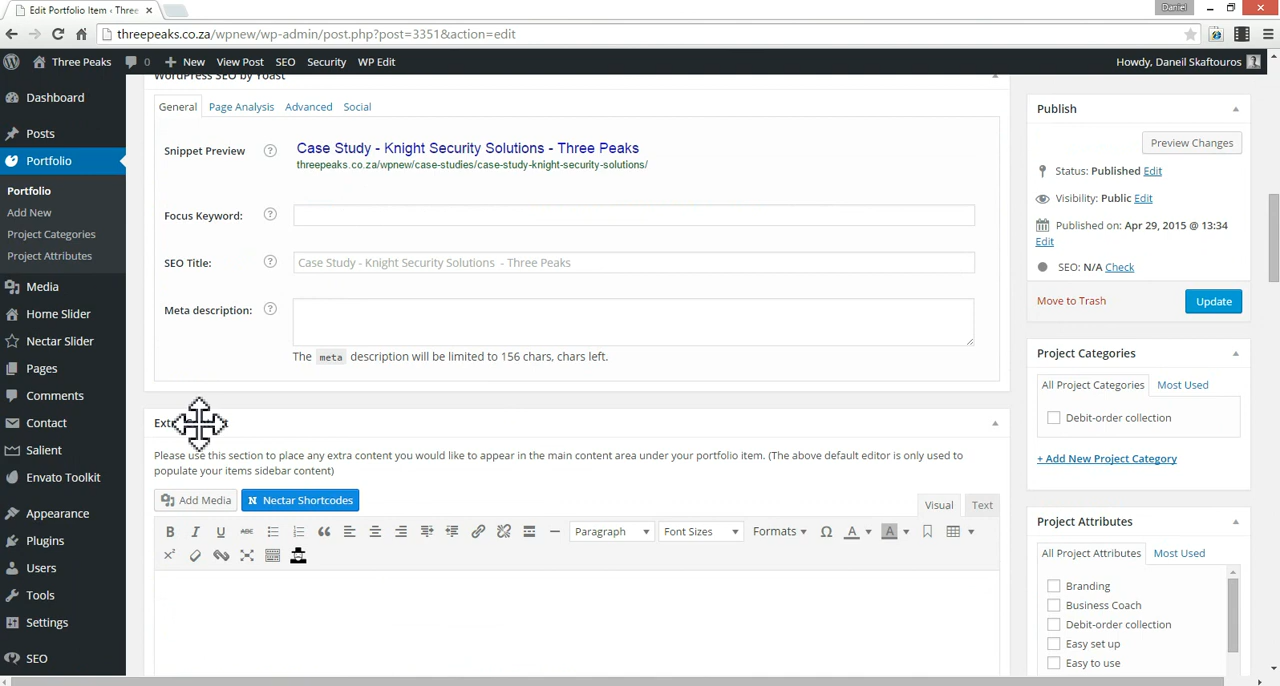 Edit Portfolio Item ‹ Three
Daniel
threepeaks.co.za/wpnew/wp-admin/post.php?post=3351&action=edit
Three Peaks
0
New
View Post
SEO
Security
WP Edit
Howdy, Daneil Skaftouros
Dashboard
Posts
Portfolio
Portfolio
Add New
Project Categories
Project Attributes
Media
Home Slider
Nectar Slider
Pages
Comments
Contact
Salient
Envato Toolkit
Appearance
Plugins
Users
Tools
Settings
SEO
WordPress SEO by Yoast
General
Page Analysis
Advanced
Social
Snippet Preview
?
Case Study - Knight Security Solutions - Three Peaks
threepeaks.co.za/wpnew/case-studies/case-study-knight-security-solutions/
Focus Keyword:
?
SEO Title:
?
Case Study - Knight Security Solutions - Three Peaks
Meta description:
?
The meta description will be limited to 156 chars, chars left.
Please use this section to place any extra content you would like to appear in the main content area under your portfolio item. (The above default editor is only used to
populate your items sidebar content)
Add Media
N Nectar Shortcodes
Visual
Text
B I U ABC
Paragraph
Font Sizes
Formats
Ω
A
A
Publish
Preview Changes
Status: Published Edit
Visibility: Public Edit
Published on: Apr 29, 2015 @ 13:34
Edit
SEO: N/A Check
Move to Trash
Update
Project Categories
All Project Categories
Most Used
Debit-order collection
+ Add New Project Category
Project Attributes
All Project Attributes
Most Used
Branding
Business Coach
Debit-order collection
Easy set up
Easy to use